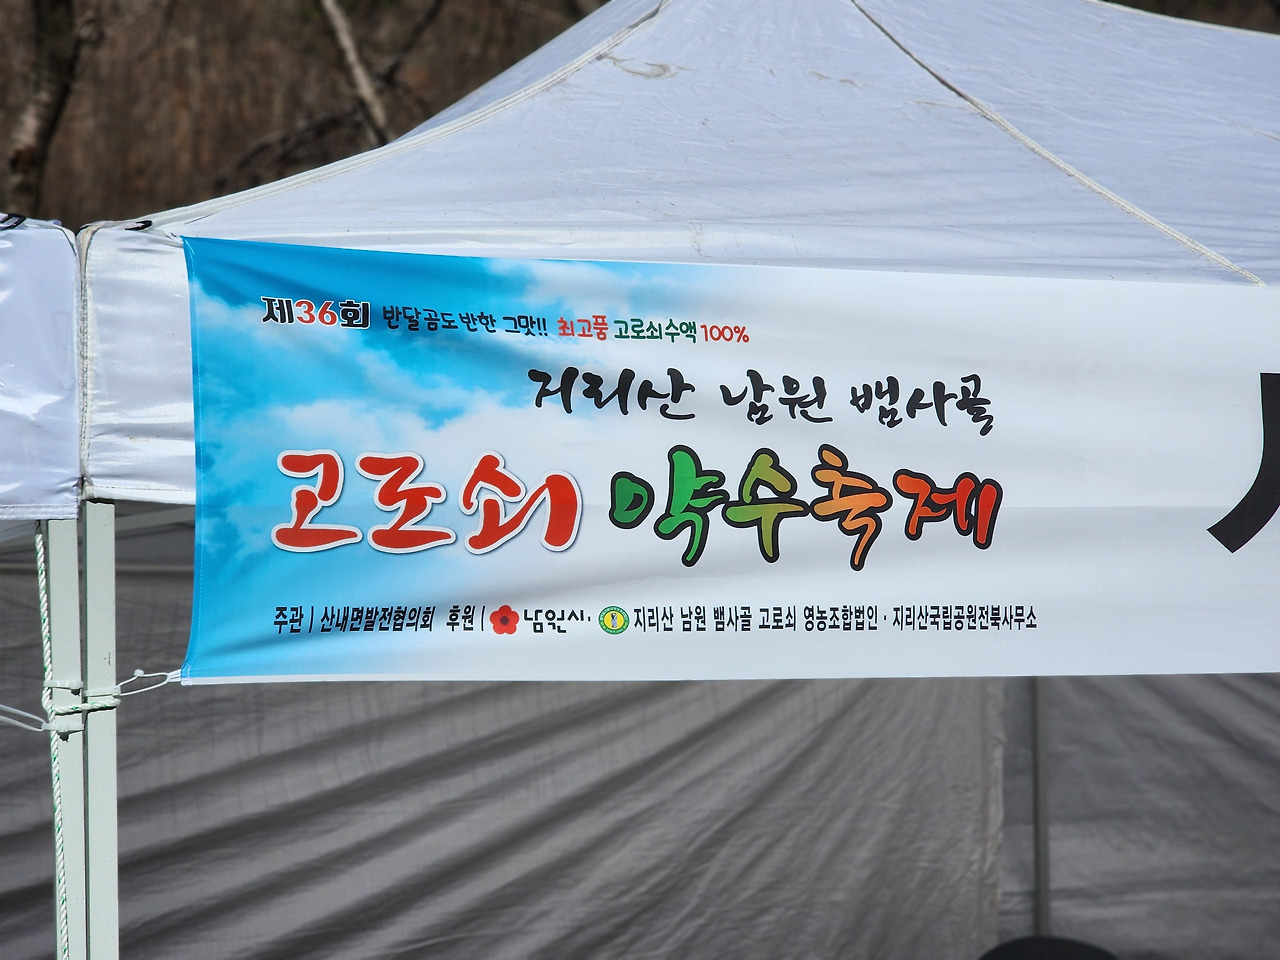 제36회 반달곰도 반한 그맛!! 최고품 고로쇠수액 100%
지리산 남원 뱀사골
고로쇠 약수축제
주관 | 산내면발전협의회 후원 | 남원시· 지리산 남원 뱀사골 고로쇠 영농조합법인 · 지리산국립공원전북사무소